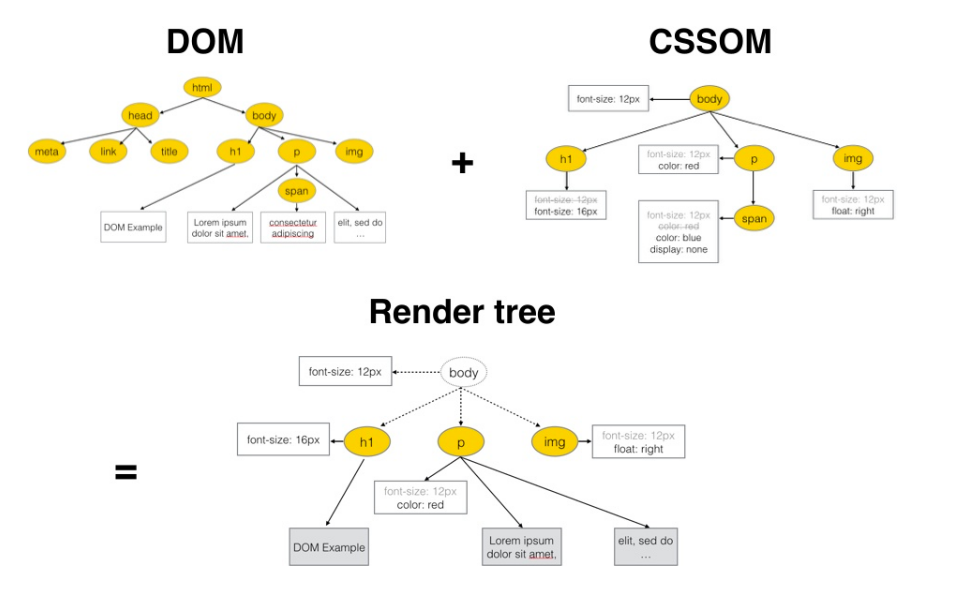 DOM
CSSOM
html
head
body
meta
link
title
h1
p
img
span
DOM Example
Lorem ipsum
dolor sit amet,
consectetur
adipiscing
elit, sed do
...
+
font-size: 12px
body
h1
font-size: 12px
color: red
p
img
font-size: 12px
font-size: 16px
font-size: 12px
float: right
font-size: 12px
color: red
color: blue
display: none
span
Render tree
font-size: 12px
body
font-size: 16px
h1
p
img
font-size: 12px
float: right
=
font-size: 12px
color: red
DOM Example
Lorem ipsum
dolor sit amet,
elit, sed do
...